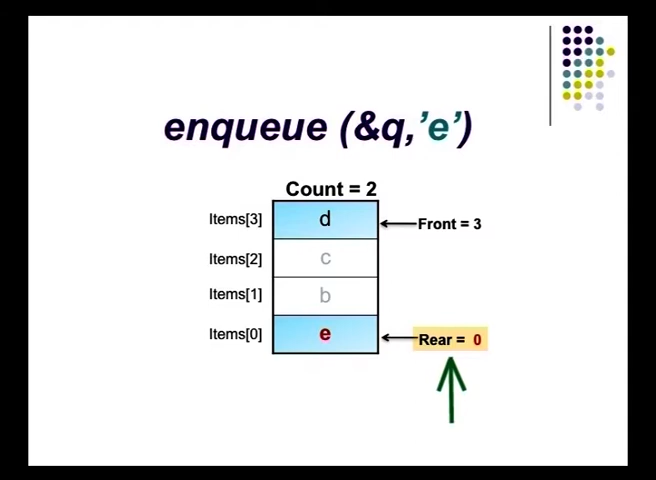 enqueue (&q,’e’)
Count = 2
Items[3] d Front = 3
Items[2] c
Items[1] b
Items[0] e Rear = 0